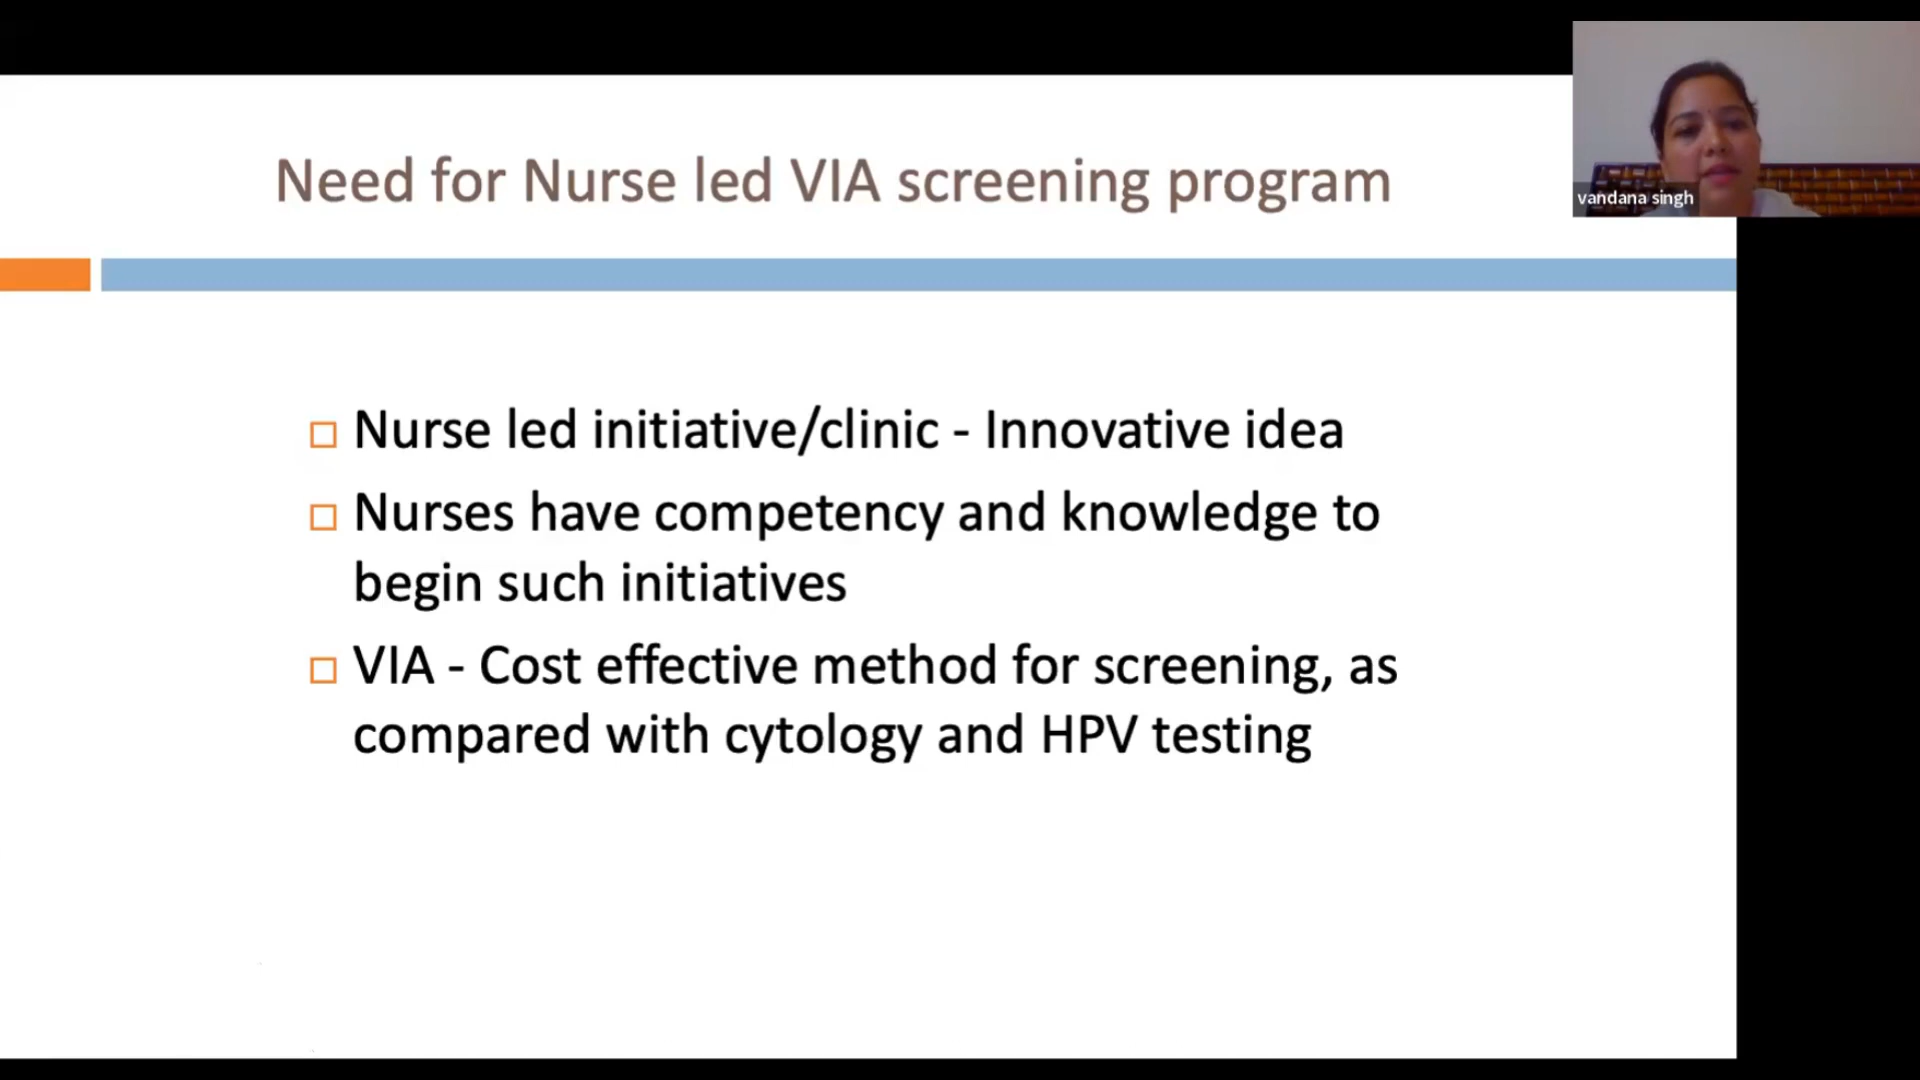 Need for Nurse led VIA screening program
vandana singh
Nurse led initiative/clinic - Innovative idea
Nurses have competency and knowledge to
begin such initiatives
VIA - Cost effective method for screening, as
compared with cytology and HPV testing